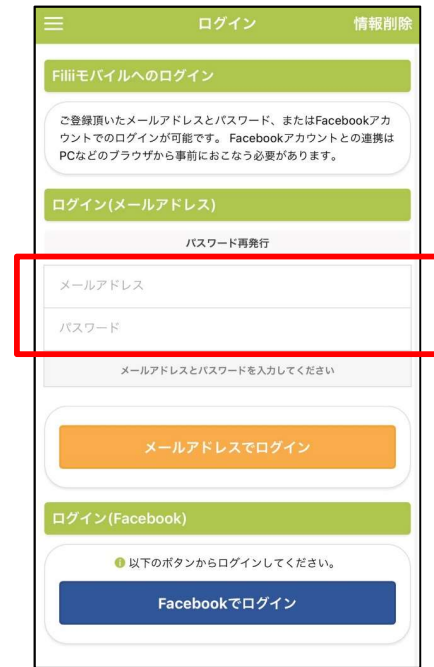 ログイン 情報削除
Filiiモバイルへのログイン
ご登録頂いたメールアドレスとパスワード、またはFacebookアカ
ウントでのログインが可能です。 Facebookアカウントとの連携は
PCなどのブラウザから事前におこなう必要があります。
ログイン(メールアドレス)
パスワード再発行
メールアドレス
パスワード
メールアドレスとパスワードを入力してください
メールアドレスでログイン
ログイン(Facebook)
以下のボタンからログインしてください。
Facebookでログイン